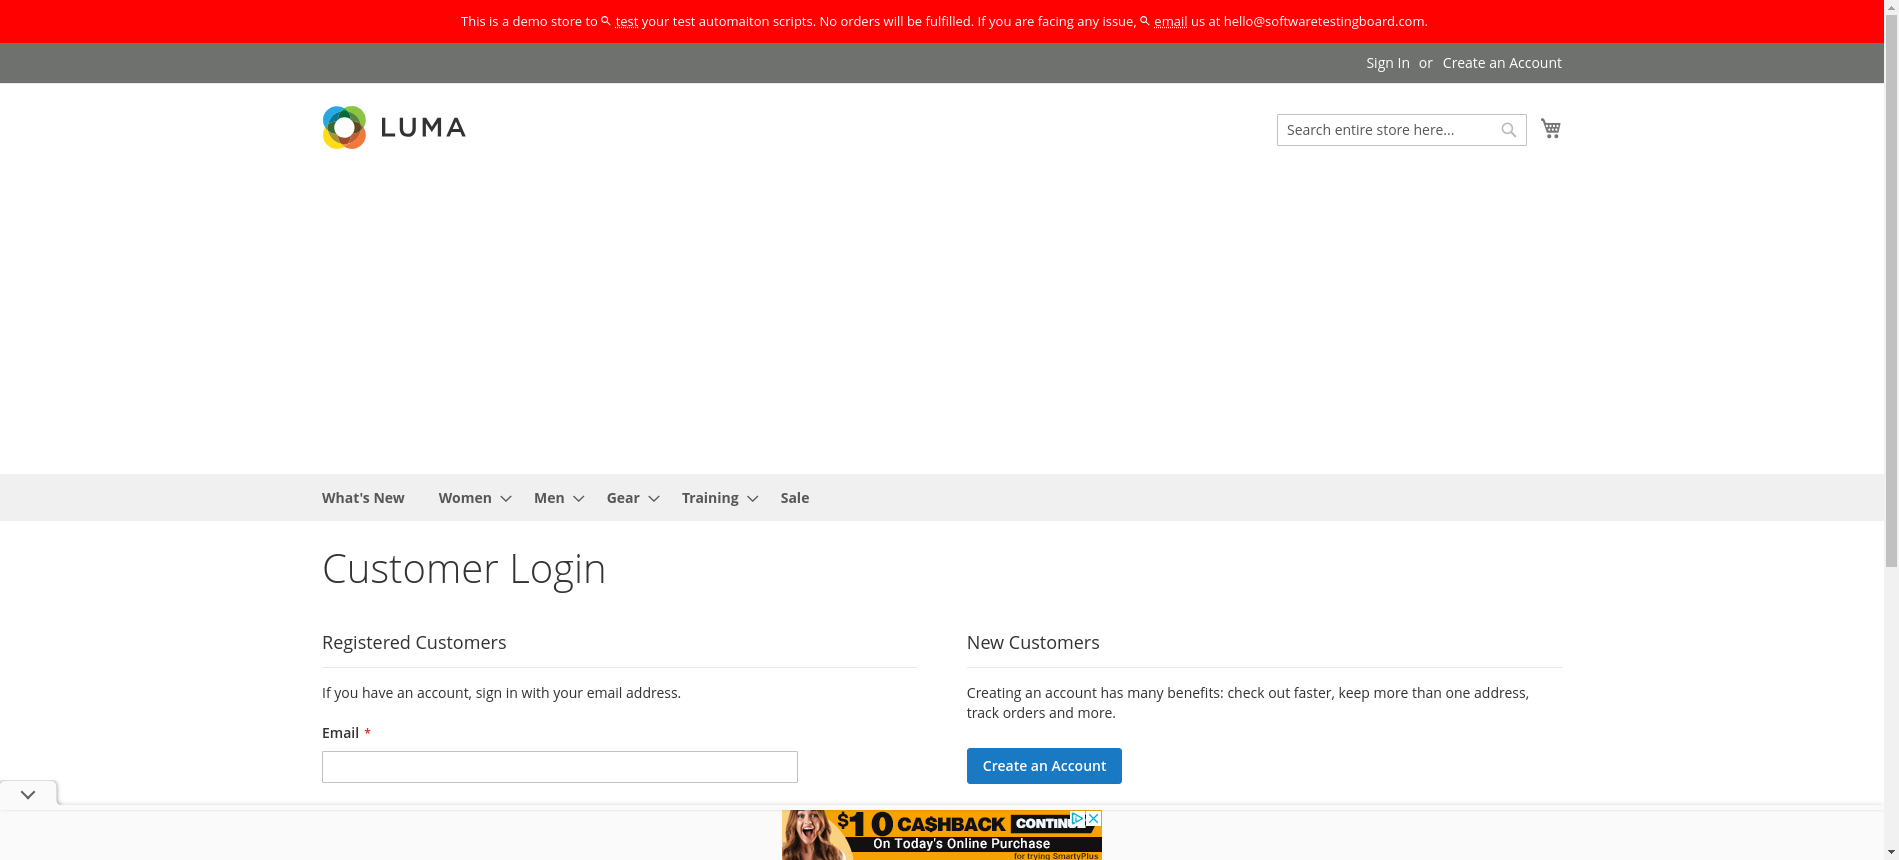 This is a demo store to test your test automaiton scripts. No orders will be fulfilled. If you are facing any issue, email us at hello@softwaretestingboard.com.
Sign In or Create an Account
LUMA
Search entire store here...
What's New Women Men Gear Training Sale
Customer Login
Registered Customers
If you have an account, sign in with your email address.
Email *
New Customers
Creating an account has many benefits: check out faster, keep more than one address,
track orders and more.
Create an Account
$10 CASHBACK CONTINUE
On Today's Online Purchase
for trying SmartyPlus